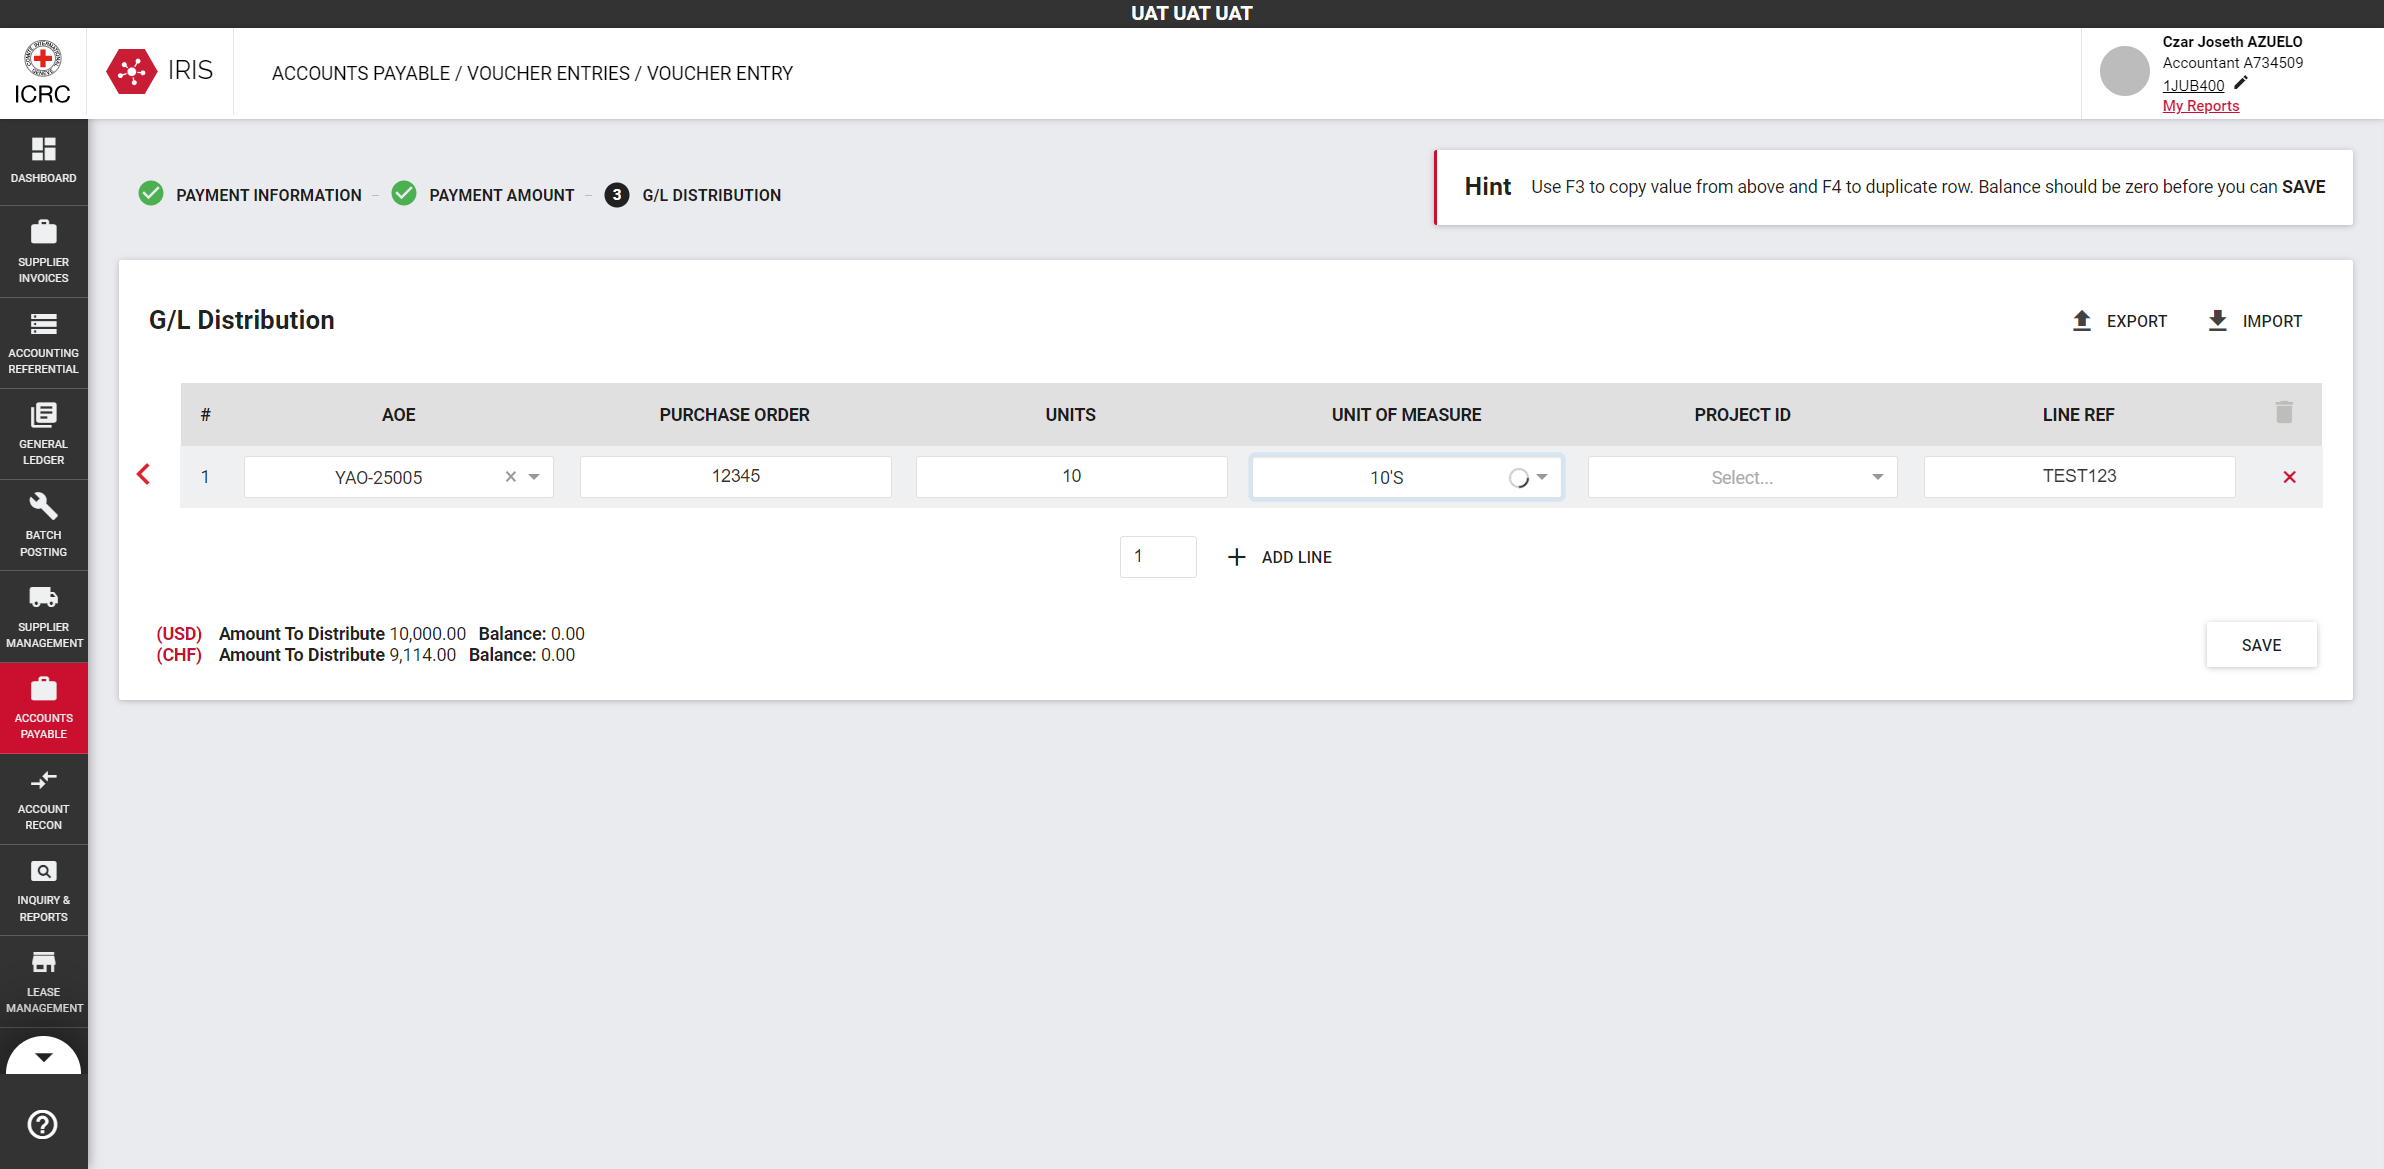 UAT UAT UAT
ICRC
IRIS
ACCOUNTS PAYABLE / VOUCHER ENTRIES / VOUCHER ENTRY
Czar Joseth AZUELO
Accountant A734509
1JUB400
My Reports
DASHBOARD
SUPPLIER
INVOICES
ACCOUNTING
REFERENTIAL
GENERAL
LEDGER
BATCH
POSTING
SUPPLIER
MANAGEMENT
ACCOUNTS
PAYABLE
ACCOUNT
RECON
INQUIRY &
REPORTS
LEASE
MANAGEMENT
PAYMENT INFORMATION – PAYMENT AMOUNT – 3 G/L DISTRIBUTION
Hint Use F3 to copy value from above and F4 to duplicate row. Balance should be zero before you can SAVE
G/L Distribution
EXPORT IMPORT
# AOE PURCHASE ORDER UNITS UNIT OF MEASURE PROJECT ID LINE REF
1 YAO-25005 12345 10 10'S Select... TEST123
1 ADD LINE
(USD) Amount To Distribute 10,000.00 Balance: 0.00
(CHF) Amount To Distribute 9,114.00 Balance: 0.00
SAVE